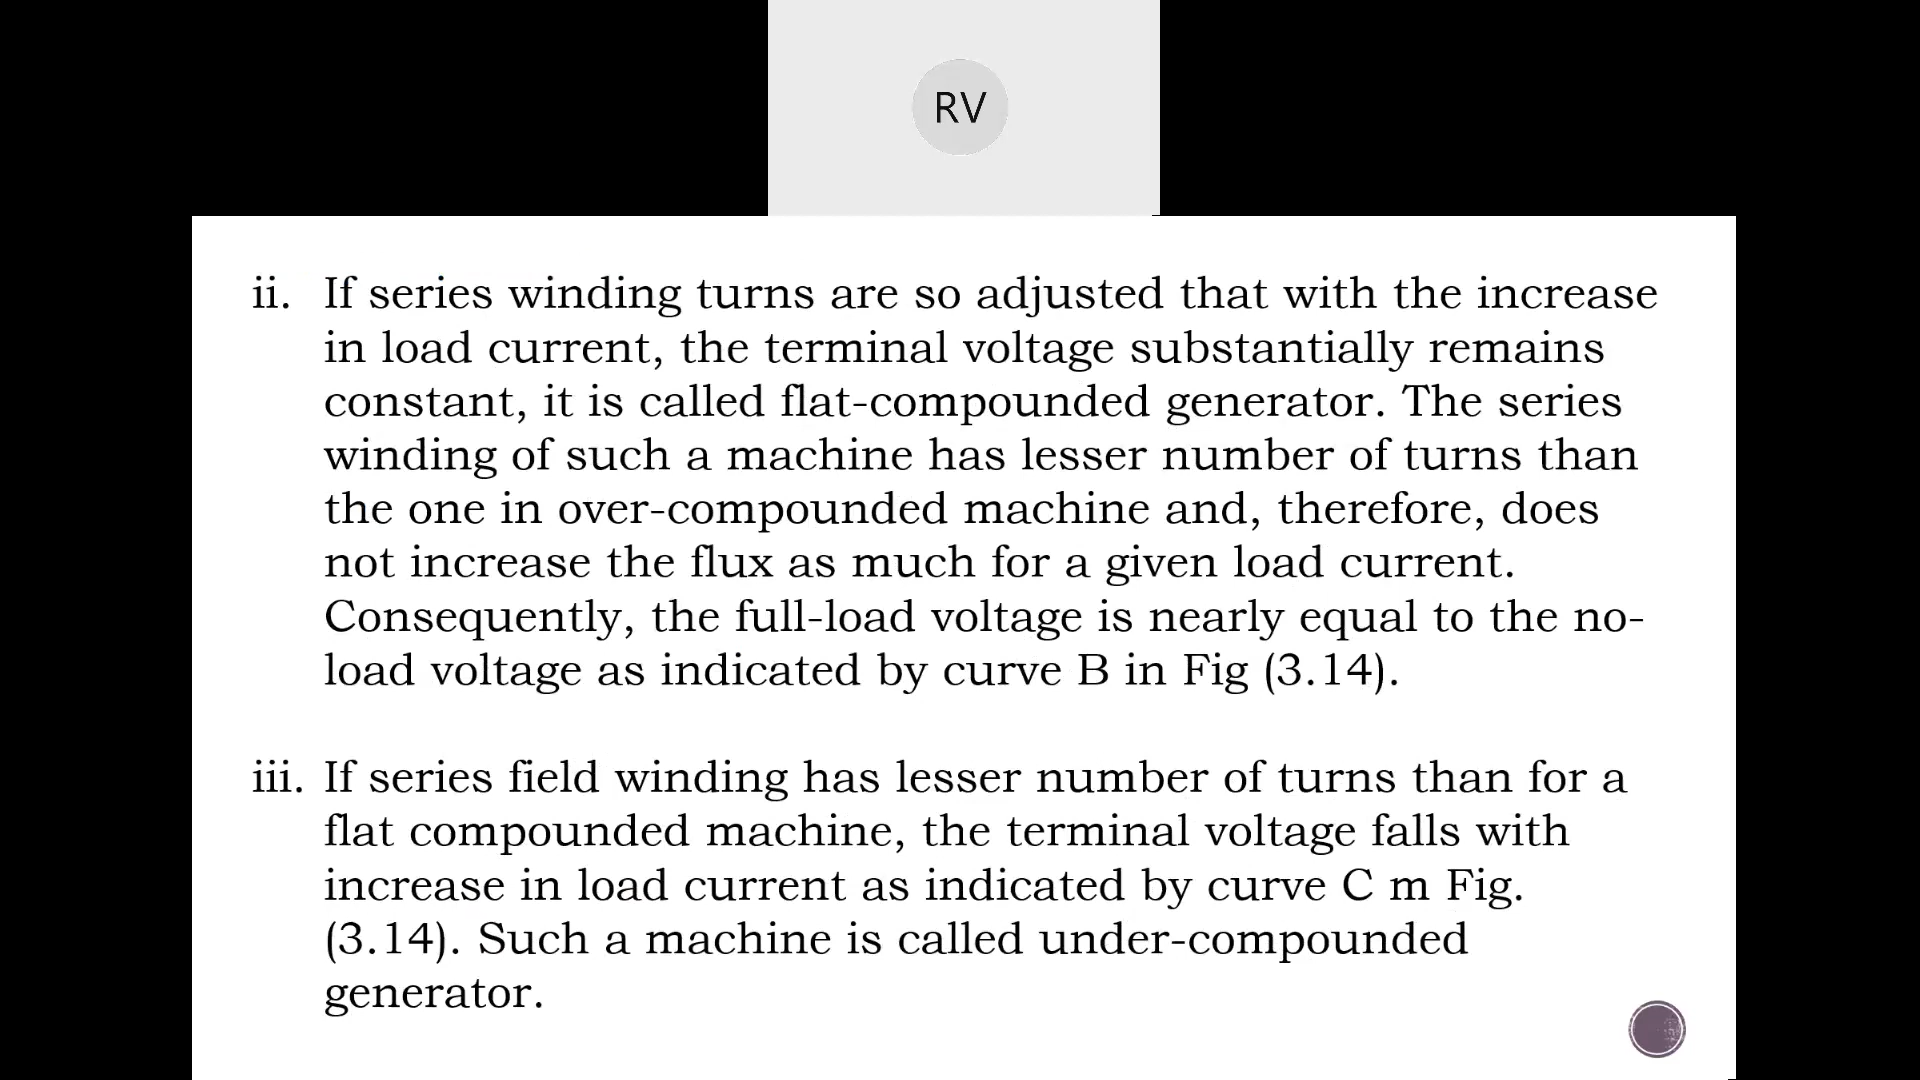 RV
ii. If series winding turns are so adjusted that with the increase
in load current, the terminal voltage substantially remains
constant, it is called flat-compounded generator. The series
winding of such a machine has lesser number of turns than
the one in over-compounded machine and, therefore, does
not increase the flux as much for a given load current.
Consequently, the full-load voltage is nearly equal to the no-
load voltage as indicated by curve B in Fig (3.14).
iii. If series field winding has lesser number of turns than for a
flat compounded machine, the terminal voltage falls with
increase in load current as indicated by curve C m Fig.
(3.14). Such a machine is called under-compounded
generator.